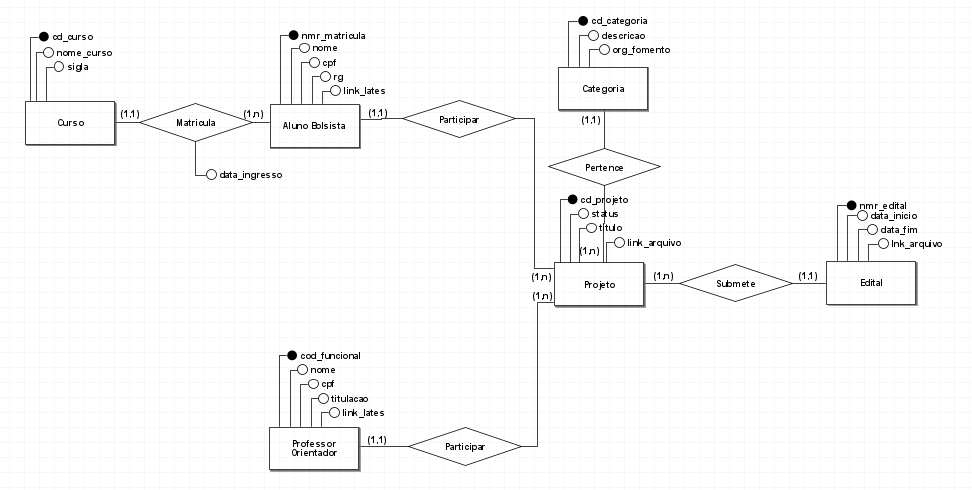 cd_curso
nome_curso
sigla
Curso
(1,1)
Matricula
data_ingresso
(1,n)
nmr_matricula
nome
cpf
rg
link_lates
Aluno Bolsista
(1,1)
Participar
(1,n)
cd_categoria
descricao
org_fomento
Categoria
(1,1)
Pertence
(1,n)
cd_projeto
status
titulo
link_arquivo
Projeto
(1,n)
Submete
(1,1)
nmr_edital
data_inicio
data_fim
lnk_arquivo
Edital
(1,n)
cod_funcional
nome
cpf
titulacao
link_lates
Professor
Orientador
(1,1)
Participar